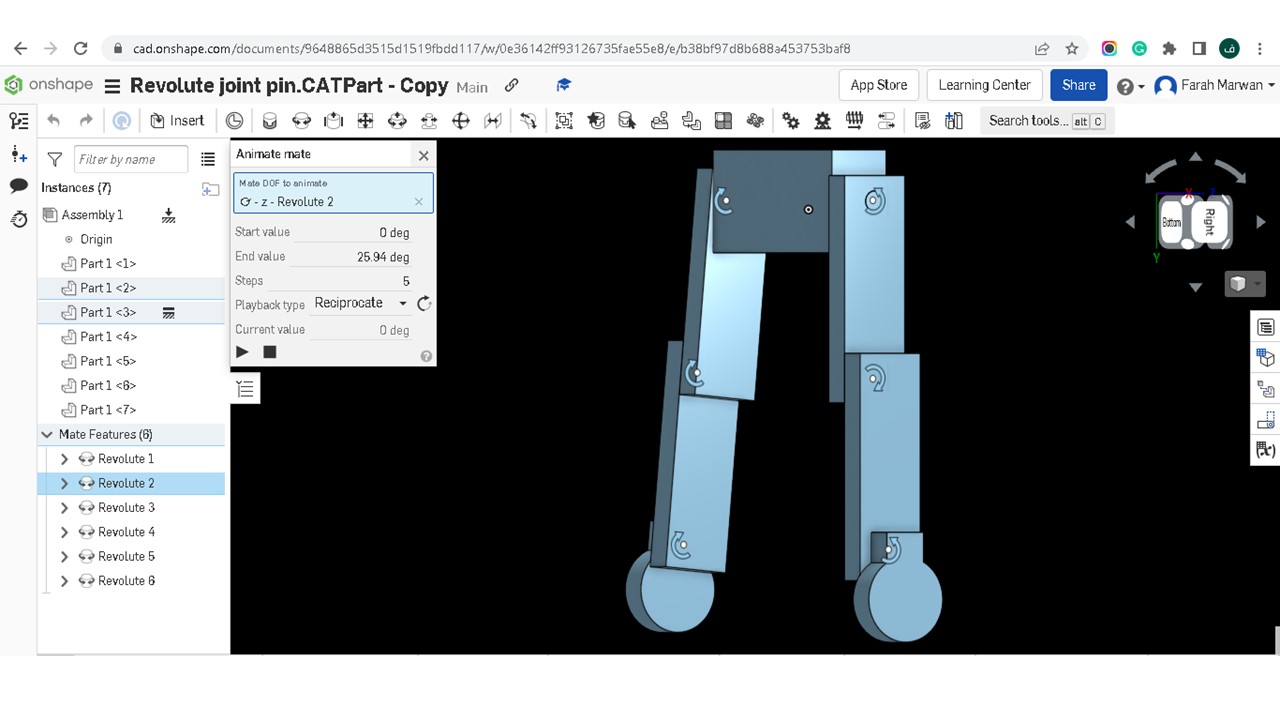 cad.onshape.com/documents/9648865d3515d1519fbdd117/w/0e36142ff93126735fae55e8/e/b38bf97d8b688a453753baf8
ف
onshape
Revolute joint pin.CATPart - Copy
Main
App Store
Learning Center
Share
?
Farah Marwan
Insert
Search tools...
alt
C
Filter by name
Instances (7)
Assembly 1
Origin
Part 1 <1>
Part 1 <2>
Part 1 <3>
Part 1 <4>
Part 1 <5>
Part 1 <6>
Part 1 <7>
Mate Features (6)
Revolute 1
Revolute 2
Revolute 3
Revolute 4
Revolute 5
Revolute 6
Animate mate
Mate DOF to animate
- z - Revolute 2
Start value 0 deg
End value 25.94 deg
Steps 5
Playback type Reciprocate
Current value 0 deg
?
X
Bottom
Right
Y
(x)